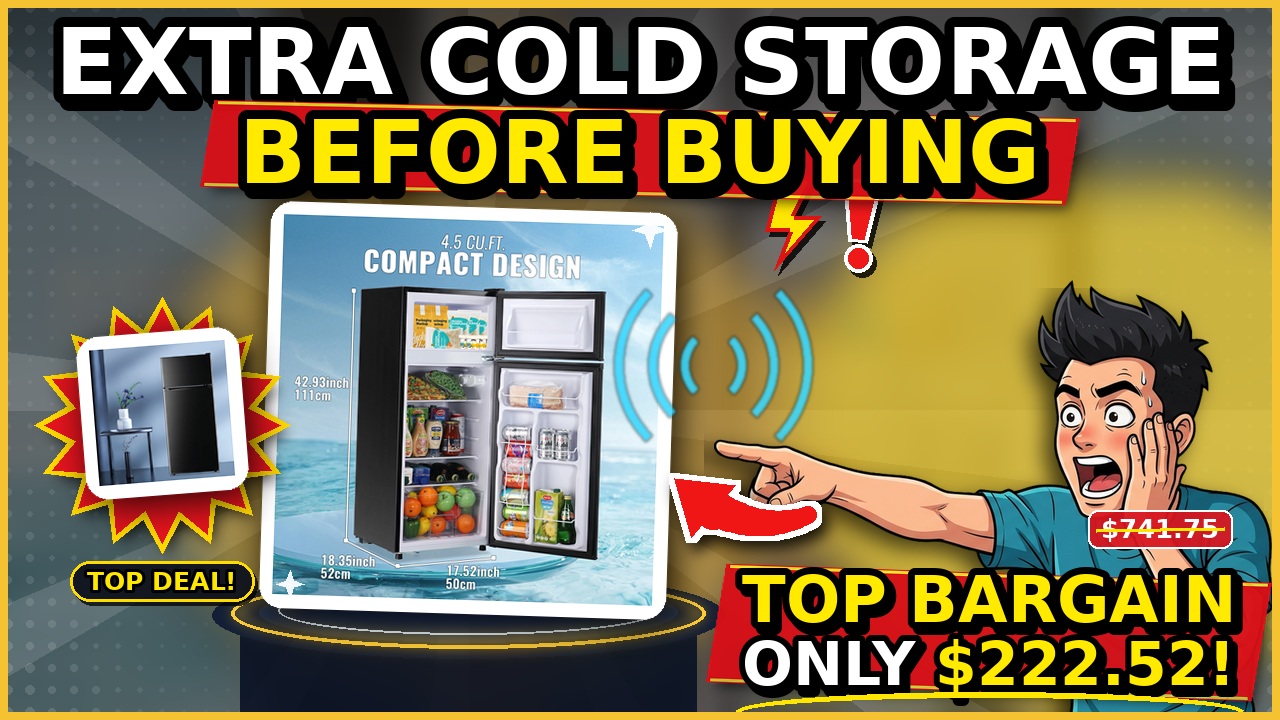 EXTRA COLD STORAGE
BEFORE BUYING
4.5 CU.FT.
COMPACT DESIGN
42.93inch
111cm
18.35inch
52cm
17.52inch
50cm
TOP DEAL!
$741.75
TOP BARGAIN
ONLY $222.52!